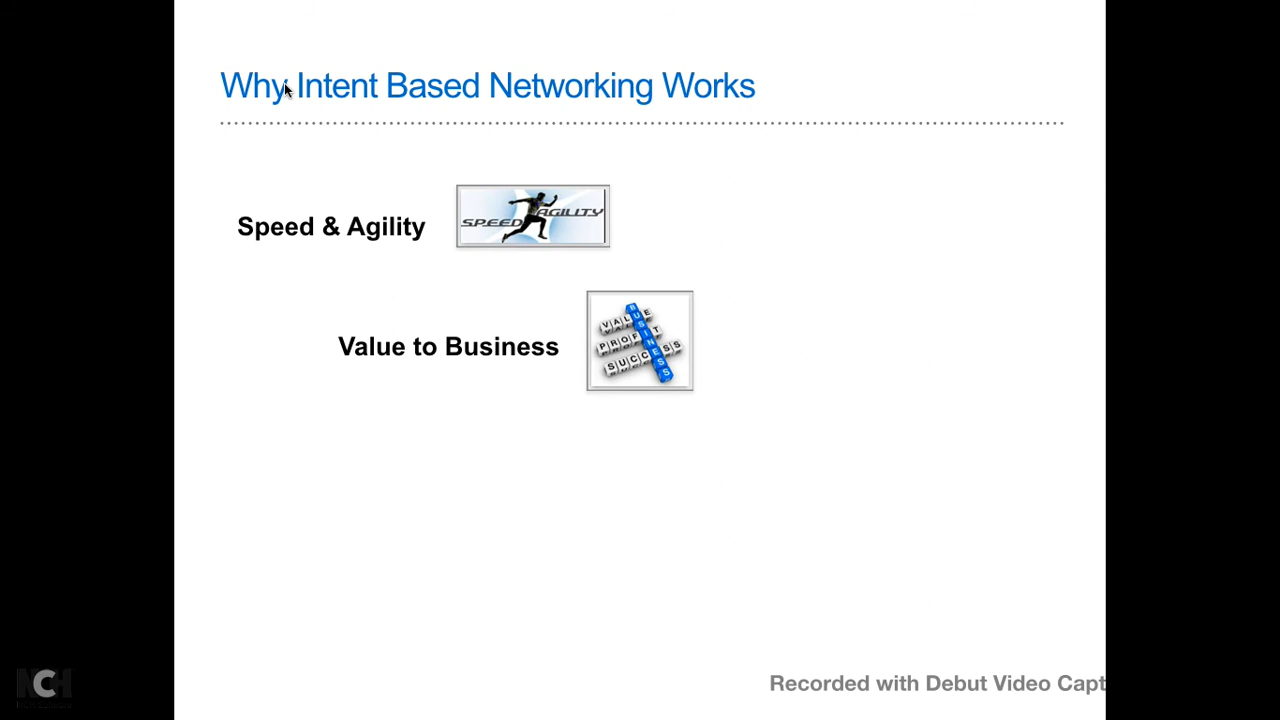 Why Intent Based Networking Works
Speed & Agility
SPEED AGILITY
Value to Business
VALUE
PROFIT
SUCCESS
BUSINESS
NCH
Recorded with Debut Video Capt